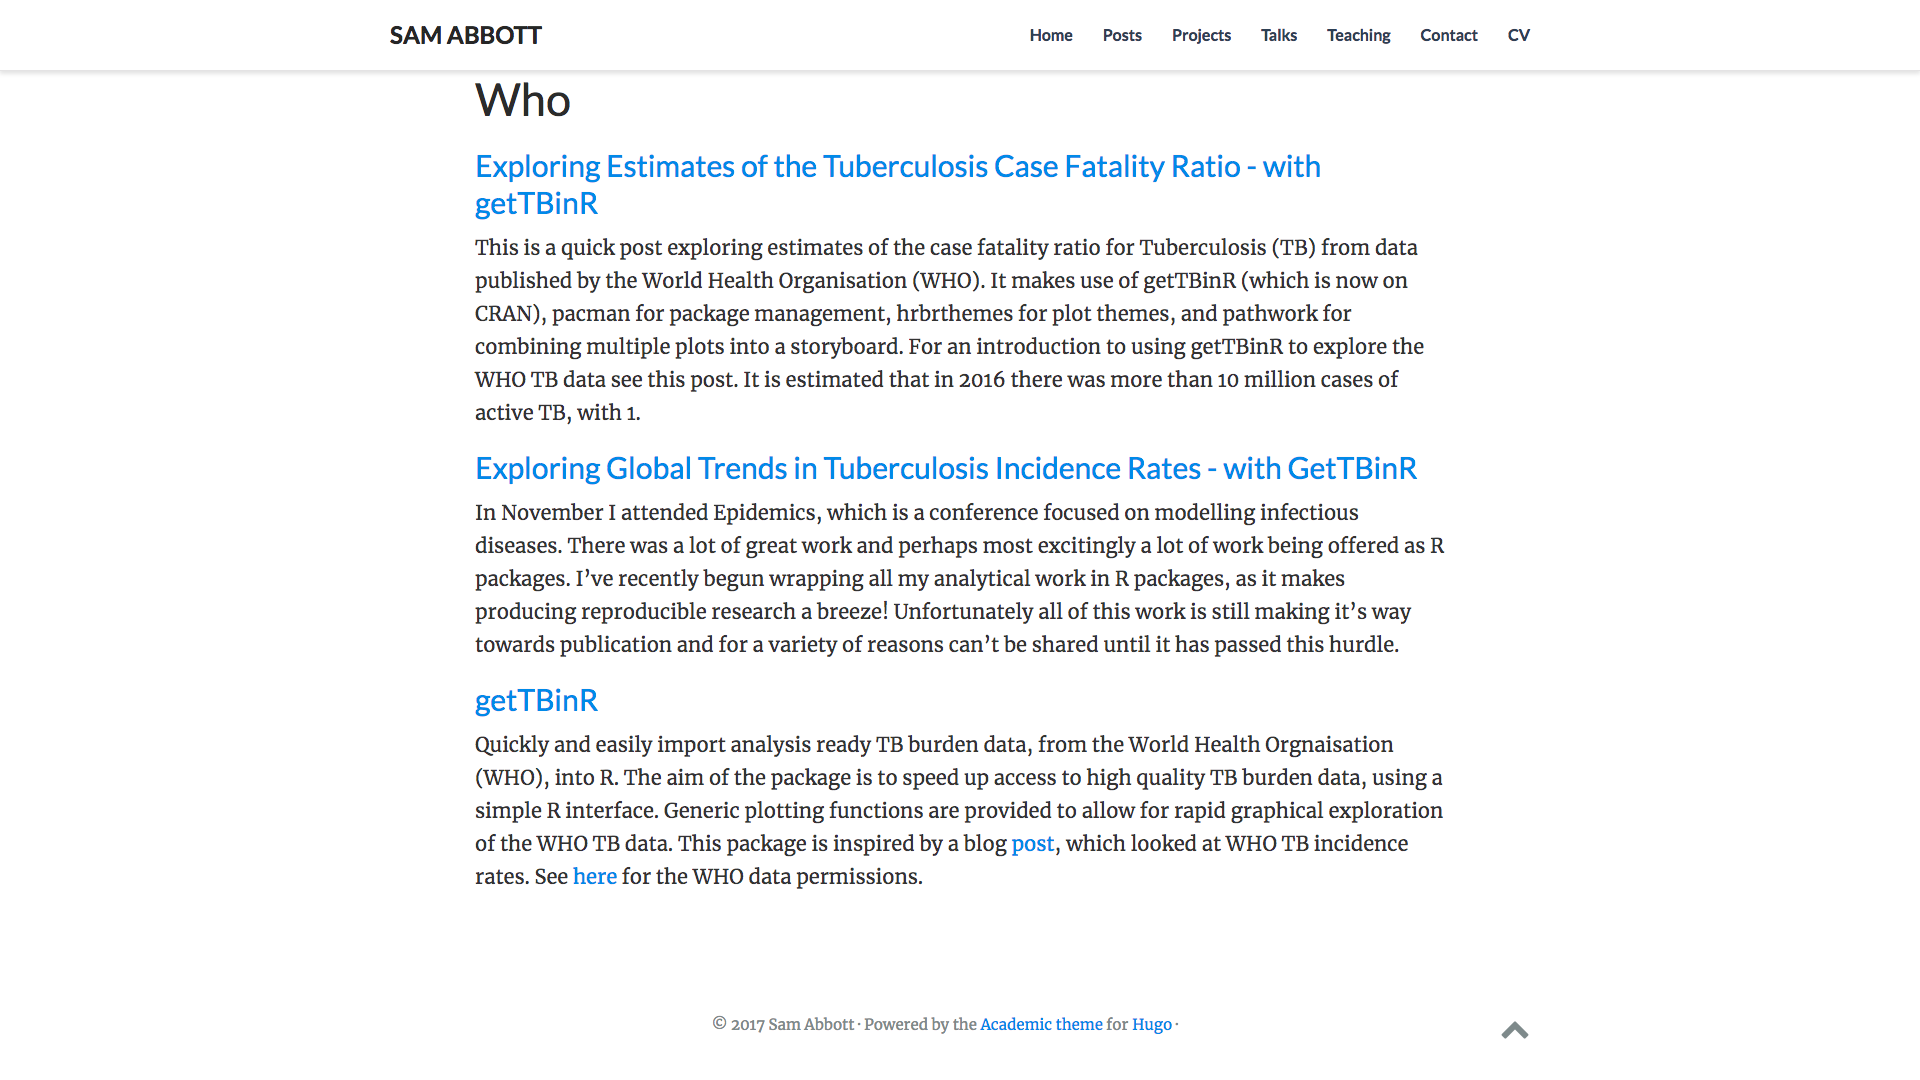 SAM ABBOTT
Home Posts Projects Talks Teaching Contact CV
Who
Exploring Estimates of the Tuberculosis Case Fatality Ratio - with
getTBinR
This is a quick post exploring estimates of the case fatality ratio for Tuberculosis (TB) from data
published by the World Health Organisation (WHO). It makes use of getTBinR (which is now on
CRAN), pacman for package management, hrbrthemes for plot themes, and pathwork for
combining multiple plots into a storyboard. For an introduction to using getTBinR to explore the
WHO TB data see this post. It is estimated that in 2016 there was more than 10 million cases of
active TB, with 1.
Exploring Global Trends in Tuberculosis Incidence Rates - with GetTBinR
In November I attended Epidemics, which is a conference focused on modelling infectious
diseases. There was a lot of great work and perhaps most excitingly a lot of work being offered as R
packages. I’ve recently begun wrapping all my analytical work in R packages, as it makes
producing reproducible research a breeze! Unfortunately all of this work is still making it’s way
towards publication and for a variety of reasons can’t be shared until it has passed this hurdle.
getTBinR
Quickly and easily import analysis ready TB burden data, from the World Health Orgnaisation
(WHO), into R. The aim of the package is to speed up access to high quality TB burden data, using a
simple R interface. Generic plotting functions are provided to allow for rapid graphical exploration
of the WHO TB data. This package is inspired by a blog post, which looked at WHO TB incidence
rates. See here for the WHO data permissions.
© 2017 Sam Abbott · Powered by the Academic theme for Hugo ·